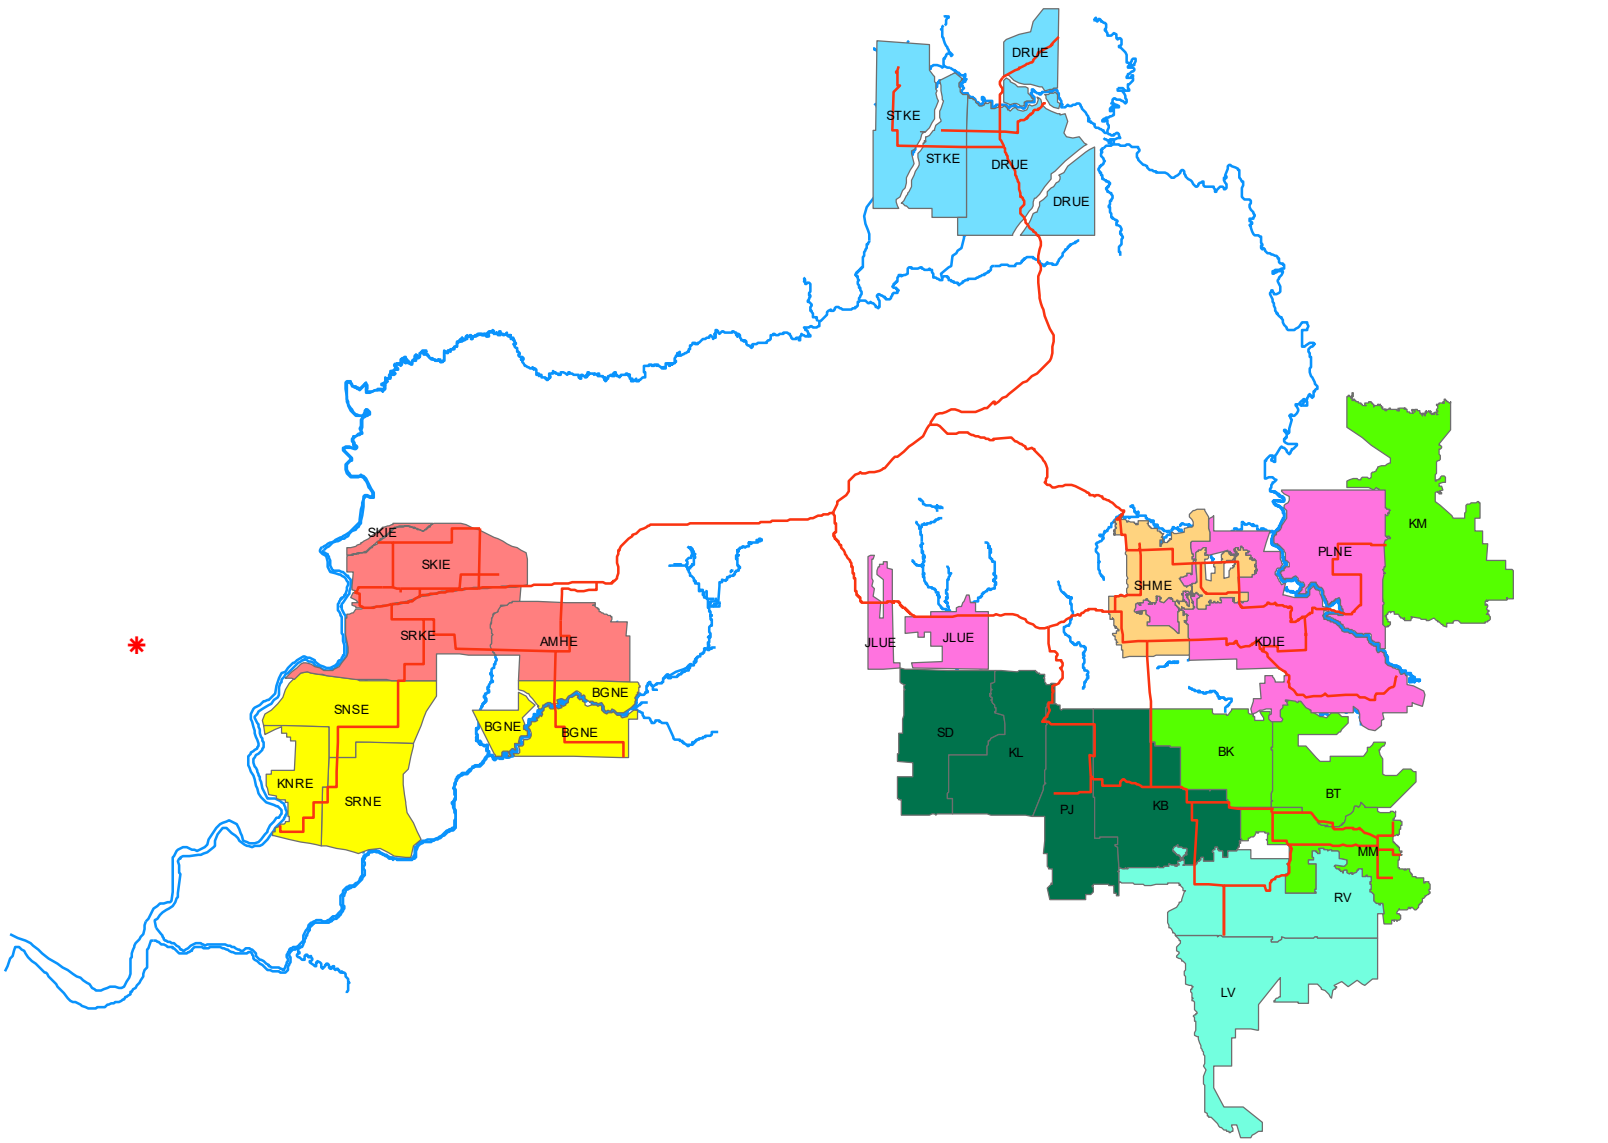 DRUE
STKE
STKE
DRUE
DRUE
SKIE
SKIE
SRKE
AMHE
SNSE
BGNE
BGNE
BGNE
KNRE
SRNE
KM
PLNE
SHME
JLUE
JLUE
KDIE
SD
KL
BK
PJ
KB
BT
MM
RV
LV